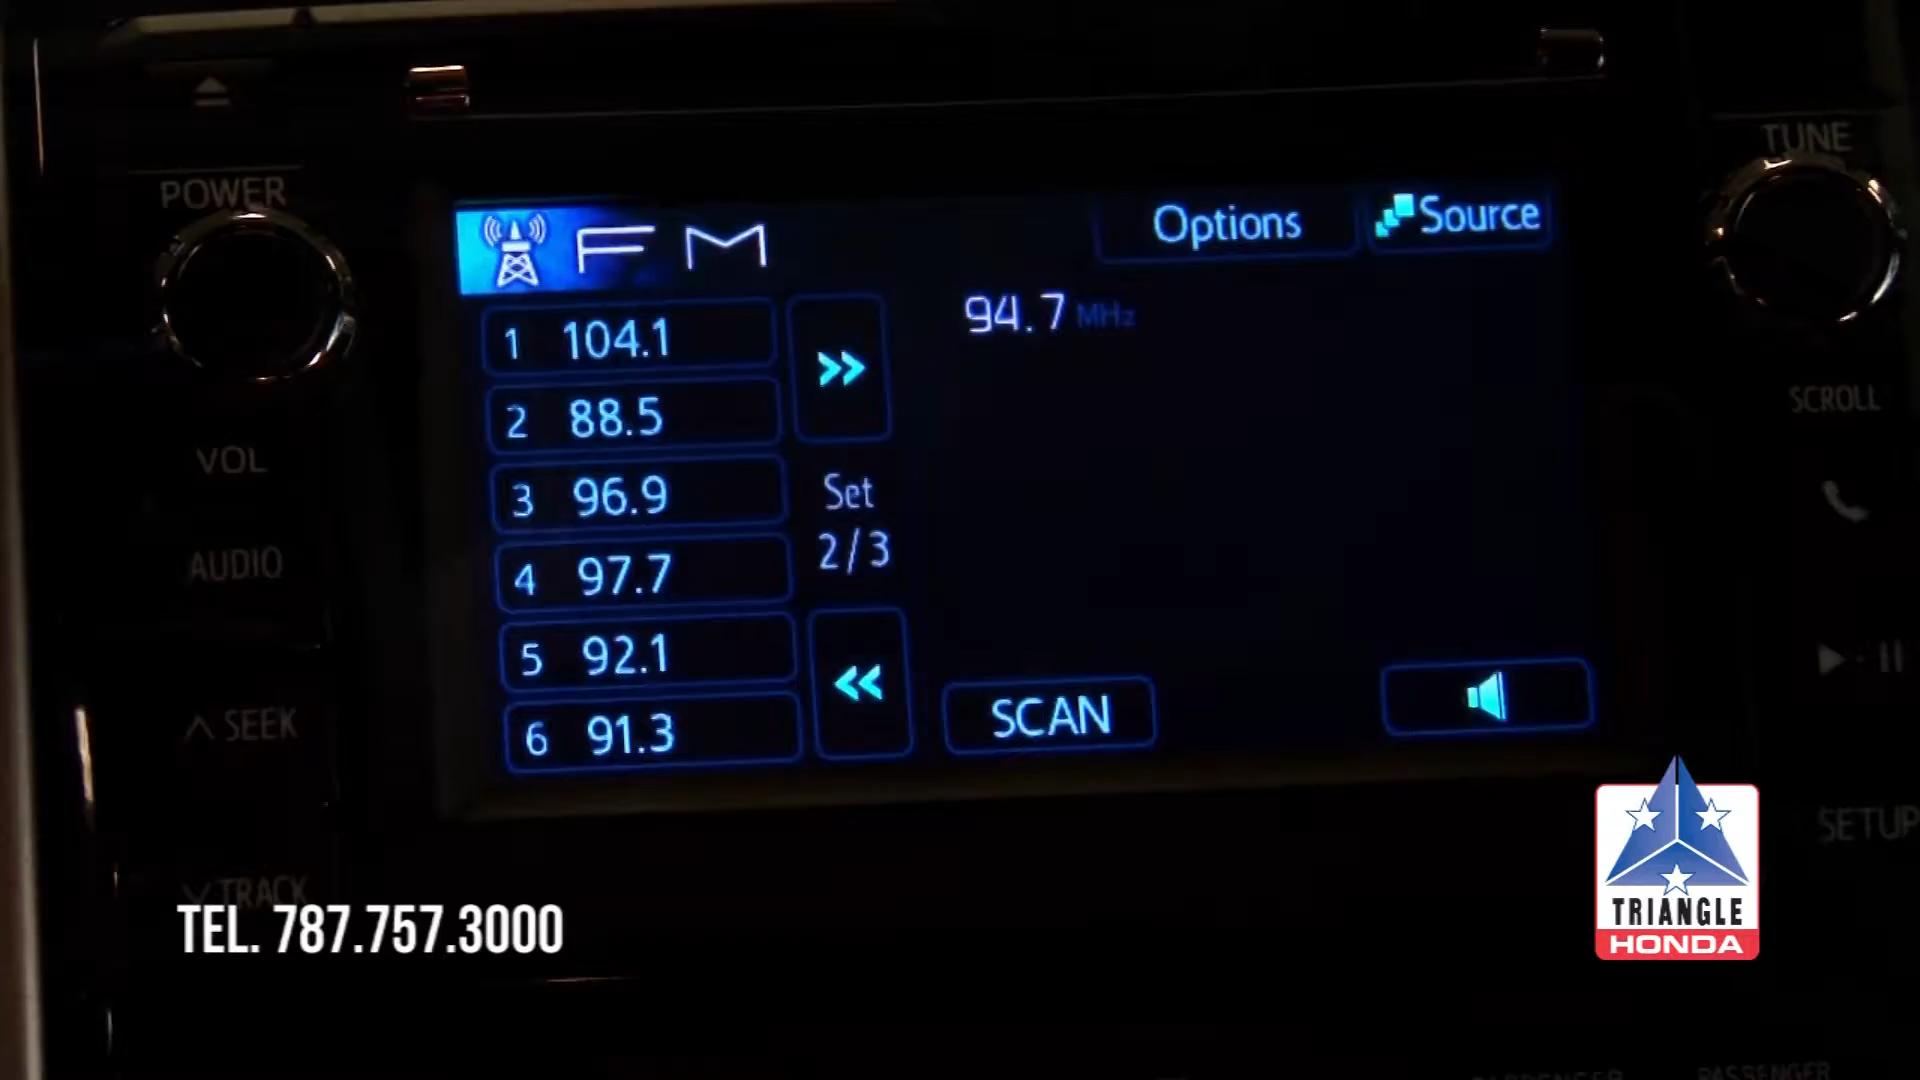 POWER
TUNE
FM
Options
Source
94.7 MHz
1 104.1
2 88.5
3 96.9
4 97.7
5 92.1
6 91.3
Set
2/3
SCAN
VOL
AUDIO
SEEK
TRACK
SCROLL
SETUP
TEL. 787.757.3000
TRIANGLE
HONDA
PASSENGER